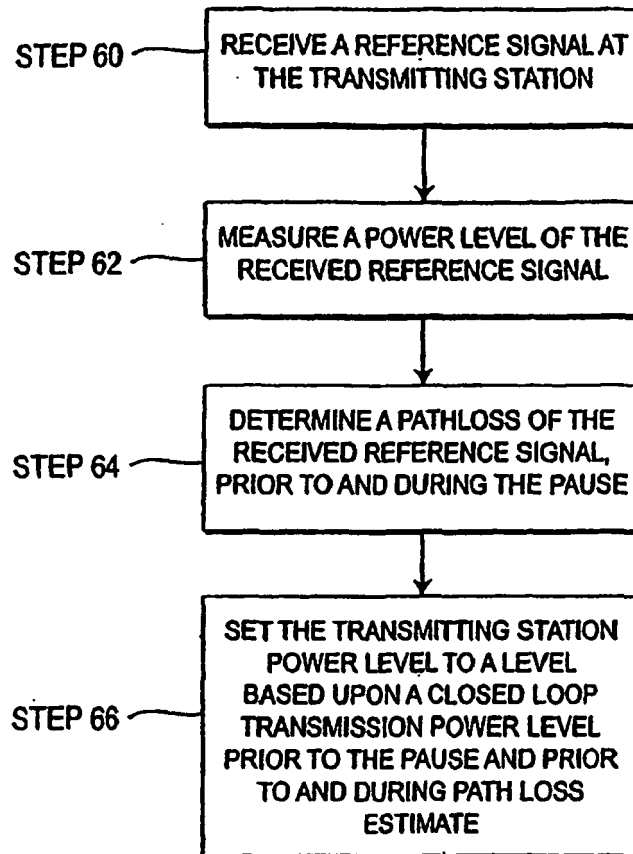 STEP 60
RECEIVE A REFERENCE SIGNAL AT
THE TRANSMITTING STATION
STEP 62
MEASURE A POWER LEVEL OF THE
RECEIVED REFERENCE SIGNAL
STEP 64
DETERMINE A PATHLOSS OF THE
RECEIVED REFERENCE SIGNAL,
PRIOR TO AND DURING THE PAUSE
STEP 66
SET THE TRANSMITTING STATION
POWER LEVEL TO A LEVEL
BASED UPON A CLOSED LOOP
TRANSMISSION POWER LEVEL
PRIOR TO THE PAUSE AND PRIOR
TO AND DURING PATH LOSS
ESTIMATE